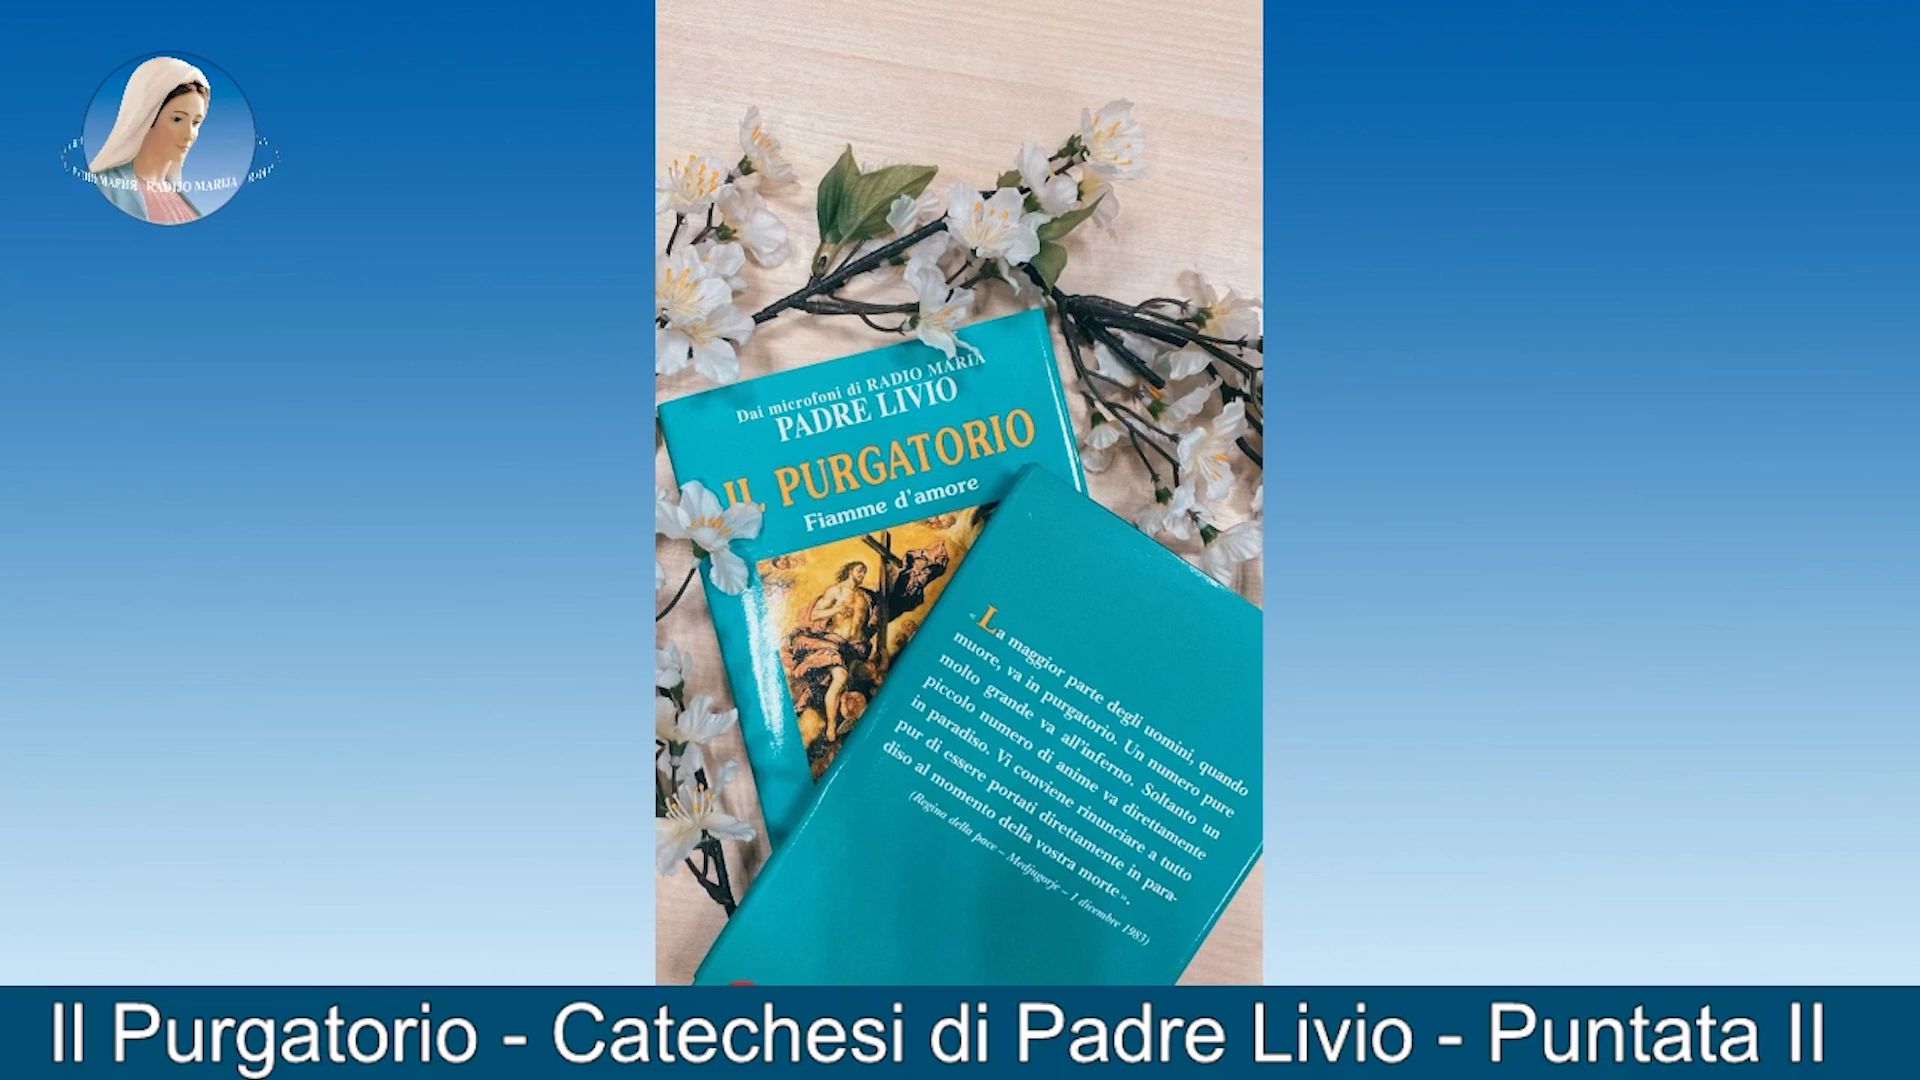 МАРИЯ RADIJO MARIJA
Dai microfoni di RADIO MARIA
PADRE LIVIO
IL PURGATORIO
Fiamme d'amore
«La maggior parte degli uomini, quando
muore, va in purgatorio. Un numero pure
molto grande va all'inferno. Soltanto un
piccolo numero di anime va direttamente
in paradiso. Vi conviene rinunciare a tutto
pur di essere portati direttamente in para-
diso al momento della vostra morte».
(Regina della pace – Medjugorje – 1 dicembre 1983)
Il Purgatorio - Catechesi di Padre Livio - Puntata II